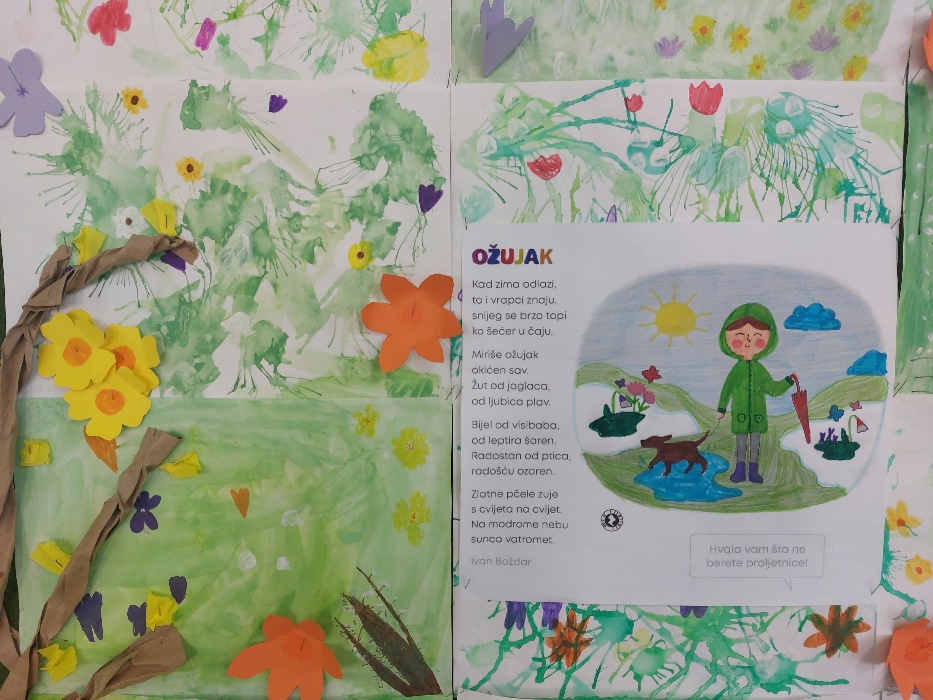 OŽUJAK
Kad zima odlazi,
to i vrapci znaju,
snijeg se brzo topi
ko šećer u čaju.
Miriše ožujak
okićen sav.
Žut od jaglaca,
od ljubica plav.
Bijel od visibaba,
od leptira šaren.
Radostan od ptica,
radošću ozaren.
Zlatne pčele zuje
s cvijeta na cvijet.
Na modrome nebu
sunca vatromet.
Ivan Boždar
Hvala vam što ne
berete proljetnice!